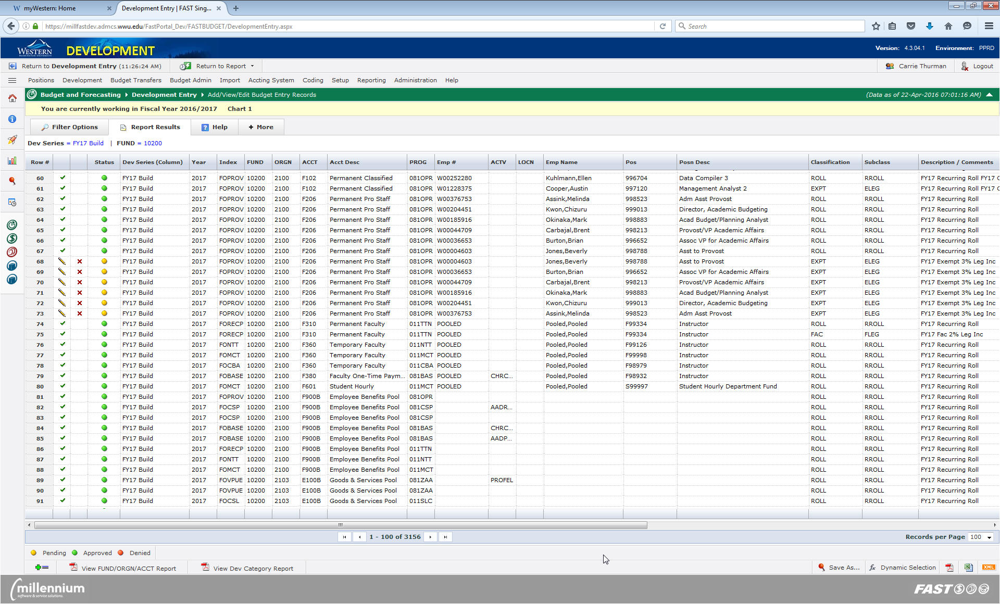 W myWestern: Home
Development Entry | FAST Sing...
https://millfastdev.admcs.wwu.edu/FastPortal_Dev/FASTBUDGET/DevelopmentEntry.aspx
Search
WESTERN
WASHINGTON UNIVERSITY
DEVELOPMENT
Version: 4.3.04.1 Environment: PPRD
Return to Development Entry (11:26:24 AM) Return to Report Carrie Thurman Logout
Positions Development Budget Transfers Budget Admin Import Accting System Coding Setup Reporting Administration Help
Budget and Forecasting Development Entry Add/View/Edit Budget Entry Records (Data as of 22-Apr-2016 07:01:16 AM)
You are currently working in Fiscal Year 2016/2017 Chart 1
Filter Options Report Results ? Help + More
Dev Series = FY17 Build | FUND = 10200
Row # Status Dev Series (Column) Year Index FUND ORGN ACCT Acct Desc PROG Emp # ACTV LOCN Emp Name Pos Posn Desc Classification Subclass Description / Comments
60 FY17 Build 2017 FOPROV 10200 2100 F102 Permanent Classified 081OPR W00252280 Kuhlmann,Ellen 996704 Data Compiler 3 ROLL RROLL FY17 Recurring Roll FY17
61 FY17 Build 2017 FOPROV 10200 2100 F102 Permanent Classified 081OPR W01228375 Cooper,Austin 997120 Management Analyst 2 EXPT ELEG FY17 Recurring Roll FY17
62 FY17 Build 2017 FOPROV 10200 2100 F206 Permanent Pro Staff 081OPR W00376753 Assink,Melinda 998523 Adm Asst Provost ROLL RROLL FY17 Recurring Roll
63 FY17 Build 2017 FOPROV 10200 2100 F206 Permanent Pro Staff 081OPR W00204451 Kwon,Chizuru 999013 Director, Academic Budgeting ROLL RROLL FY17 Recurring Roll
64 FY17 Build 2017 FOPROV 10200 2100 F206 Permanent Pro Staff 081OPR W00185916 Okinaka,Mark 998883 Acad Budget/Planning Analyst ROLL RROLL FY17 Recurring Roll
65 FY17 Build 2017 FOPROV 10200 2100 F206 Permanent Pro Staff 081OPR W00044709 Carbajal,Brent 998213 Provost/VP Academic Affairs ROLL RROLL FY17 Recurring Roll
66 FY17 Build 2017 FOPROV 10200 2100 F206 Permanent Pro Staff 081OPR W00036653 Burton,Brian 996652 Assoc VP for Academic Affairs ROLL RROLL FY17 Recurring Roll
67 FY17 Build 2017 FOPROV 10200 2100 F206 Permanent Pro Staff 081OPR W00004603 Jones,Beverly 998788 Asst to Provost ROLL RROLL FY17 Recurring Roll
68 FY17 Build 2017 FOPROV 10200 2100 F206 Permanent Pro Staff 081OPR W00004603 Jones,Beverly 998788 Asst to Provost EXPT ELEG FY17 Exempt 3% Leg Inc
69 FY17 Build 2017 FOPROV 10200 2100 F206 Permanent Pro Staff 081OPR W00036653 Burton,Brian 996652 Assoc VP for Academic Affairs EXPT ELEG FY17 Exempt 3% Leg Inc
70 FY17 Build 2017 FOPROV 10200 2100 F206 Permanent Pro Staff 081OPR W00044709 Carbajal,Brent 998213 Provost/VP Academic Affairs EXPT ELEG FY17 Exempt 3% Leg Inc
71 FY17 Build 2017 FOPROV 10200 2100 F206 Permanent Pro Staff 081OPR W00185916 Okinaka,Mark 998883 Acad Budget/Planning Analyst EXPT ELEG FY17 Exempt 3% Leg Inc
72 FY17 Build 2017 FOPROV 10200 2100 F206 Permanent Pro Staff 081OPR W00204451 Kwon,Chizuru 999013 Director, Academic Budgeting EXPT ELEG FY17 Exempt 3% Leg Inc
73 FY17 Build 2017 FOPROV 10200 2100 F206 Permanent Pro Staff 081OPR W00376753 Assink,Melinda 998523 Adm Asst Provost EXPT ELEG FY17 Exempt 3% Leg Inc
74 FY17 Build 2017 FORECP 10200 2100 F310 Permanent Faculty 011TTN POOLED Pooled,Pooled F99334 Instructor ROLL RROLL FY17 Recurring Roll
75 FY17 Build 2017 FORECP 10200 2100 F310 Permanent Faculty 011TTN POOLED Pooled,Pooled F99334 Instructor FAC FLEG FY17 Fac 2% Leg Inc
76 FY17 Build 2017 FONTT 10200 2100 F360 Temporary Faculty 011NTT POOLED Pooled,Pooled F99126 Instructor ROLL RROLL FY17 Recurring Roll
77 FY17 Build 2017 FOMCT 10200 2100 F360 Temporary Faculty 011MCT POOLED Pooled,Pooled F99998 Instructor ROLL RROLL FY17 Recurring Roll
78 FY17 Build 2017 FOCBA 10200 2100 F360 Temporary Faculty 011CBA POOLED Pooled,Pooled F98979 Instructor ROLL RROLL FY17 Recurring Roll
79 FY17 Build 2017 FOBASE 10200 2100 F380 Faculty One-Time Paym... 081BAS POOLED CHRC... Pooled,Pooled F98932 Instructor ROLL RROLL FY17 Recurring Roll
80 FY17 Build 2017 FOMCT 10200 2100 F601 Student Hourly 011MCT POOLED Pooled,Pooled S99997 Student Hourly Department Fund ROLL RROLL FY17 Recurring Roll
81 FY17 Build 2017 FOPROV 10200 2100 F900B Employee Benefits Pool 081OPR ROLL RROLL FY17 Recurring Roll
82 FY17 Build 2017 FOCSP 10200 2100 F900B Employee Benefits Pool 081CSP AADR... ROLL RROLL FY17 Recurring Roll
83 FY17 Build 2017 FOCSP 10200 2100 F900B Employee Benefits Pool 081CSP ROLL RROLL FY17 Recurring Roll
84 FY17 Build 2017 FOBASE 10200 2100 F900B Employee Benefits Pool 081BAS CHRC... ROLL RROLL FY17 Recurring Roll
85 FY17 Build 2017 FOBASE 10200 2100 F900B Employee Benefits Pool 081BAS AADP... ROLL RROLL FY17 Recurring Roll
86 FY17 Build 2017 FORECP 10200 2100 F900B Employee Benefits Pool 011TTN ROLL RROLL FY17 Recurring Roll
87 FY17 Build 2017 FONTT 10200 2100 F900B Employee Benefits Pool 011NTT ROLL RROLL FY17 Recurring Roll
88 FY17 Build 2017 FOMCT 10200 2100 F900B Employee Benefits Pool 011MCT ROLL RROLL FY17 Recurring Roll
89 FY17 Build 2017 FOVPUE 10200 2103 E100B Goods & Services Pool 081ZAA PROFEL ROLL RROLL FY17 Recurring Roll
90 FY17 Build 2017 FOVPUE 10200 2103 E100B Goods & Services Pool 081ZAA ROLL RROLL FY17 Recurring Roll
91 FY17 Build 2017 FOCSL 10200 2103 E100B Goods & Services Pool 011SLC ROLL RROLL FY17 Recurring Roll
1 - 100 of 3156 Records per Page 100
Pending Approved Denied
View FUND/ORGN/ACCT Report View Dev Category Report Save As... fx Dynamic Selection XML
millennium
software & service solutions.
FAST